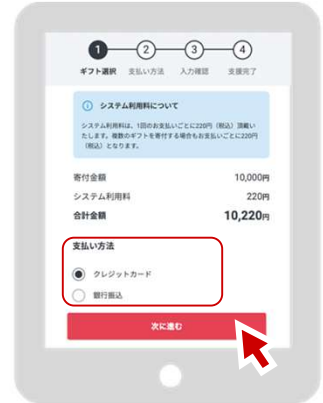 1 2 3 4
ギフト選択 支払い方法 入力確認 支援完了
システム利用料について
システム利用料は、1回のお支払いごとに220円（税込）頂戴い
たします。複数のギフトを寄付する場合もお支払いごとに220円
（税込）となります。
寄付金額 10,000円
システム利用料 220円
合計金額 10,220円
支払い方法
クレジットカード
銀行振込
次に進む